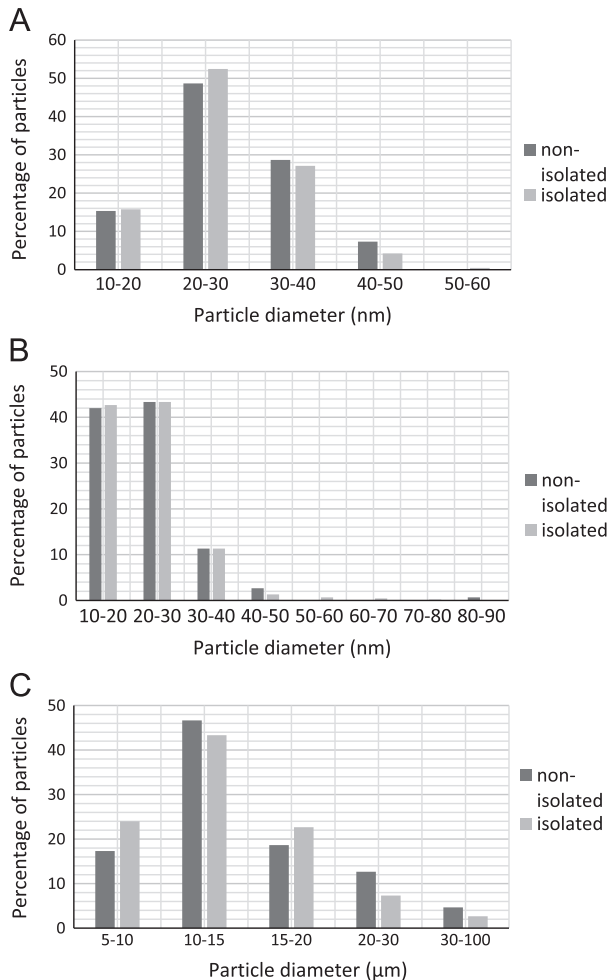 A
Percentage of particles
60
50
40
30
20
10
0
10-20 20-30 30-40 40-50 50-60
Particle diameter (nm)
non-
isolated
isolated
B
Percentage of particles
50
40
30
20
10
0
10-20 20-30 30-40 40-50 50-60 60-70 70-80 80-90
Particle diameter (nm)
non-
isolated
isolated
C
Percentage of particles
50
40
30
20
10
0
5-10 10-15 15-20 20-30 30-100
Particle diameter (µm)
non-
isolated
isolated